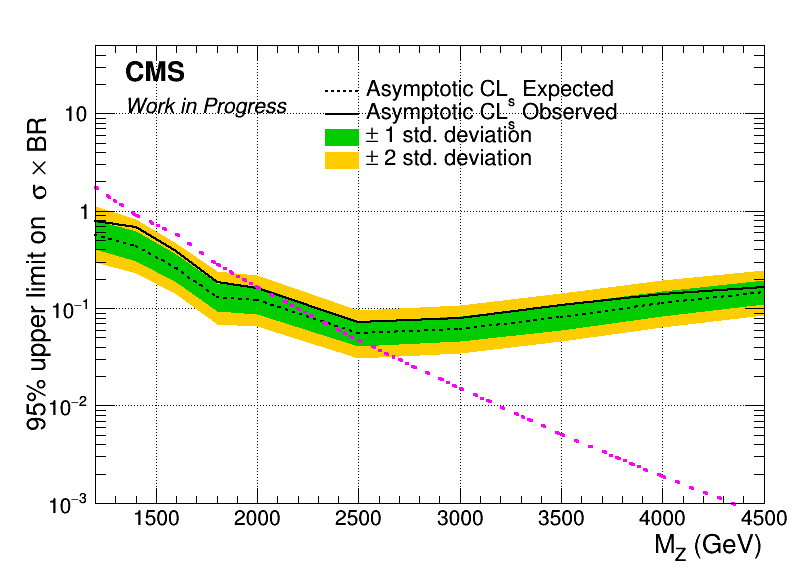 CMS
Work in Progress
Asymptotic CLs Expected
Asymptotic CLs Observed
± 1 std. deviation
± 2 std. deviation
95% upper limit on σ × BR
10
1
10⁻¹
10⁻²
10⁻³
1500 2000 2500 3000 3500 4000 4500
M_Z (GeV)